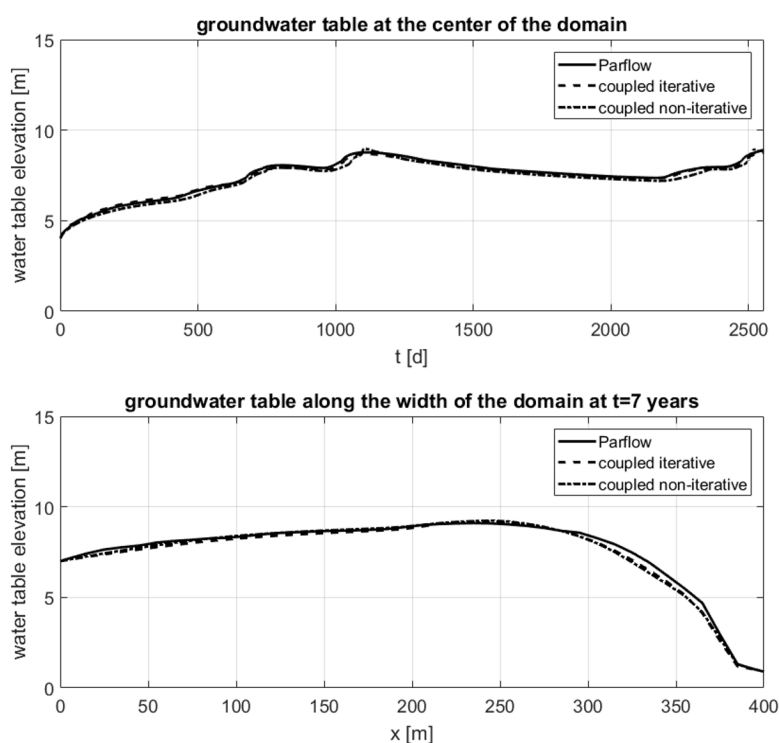 groundwater table at the center of the domain
15
10
5
0
water table elevation [m]
Parflow
coupled iterative
coupled non-iterative
0 500 1000 1500 2000 2500
t [d]
groundwater table along the width of the domain at t=7 years
15
10
5
0
water table elevation [m]
Parflow
coupled iterative
coupled non-iterative
0 50 100 150 200 250 300 350 400
x [m]